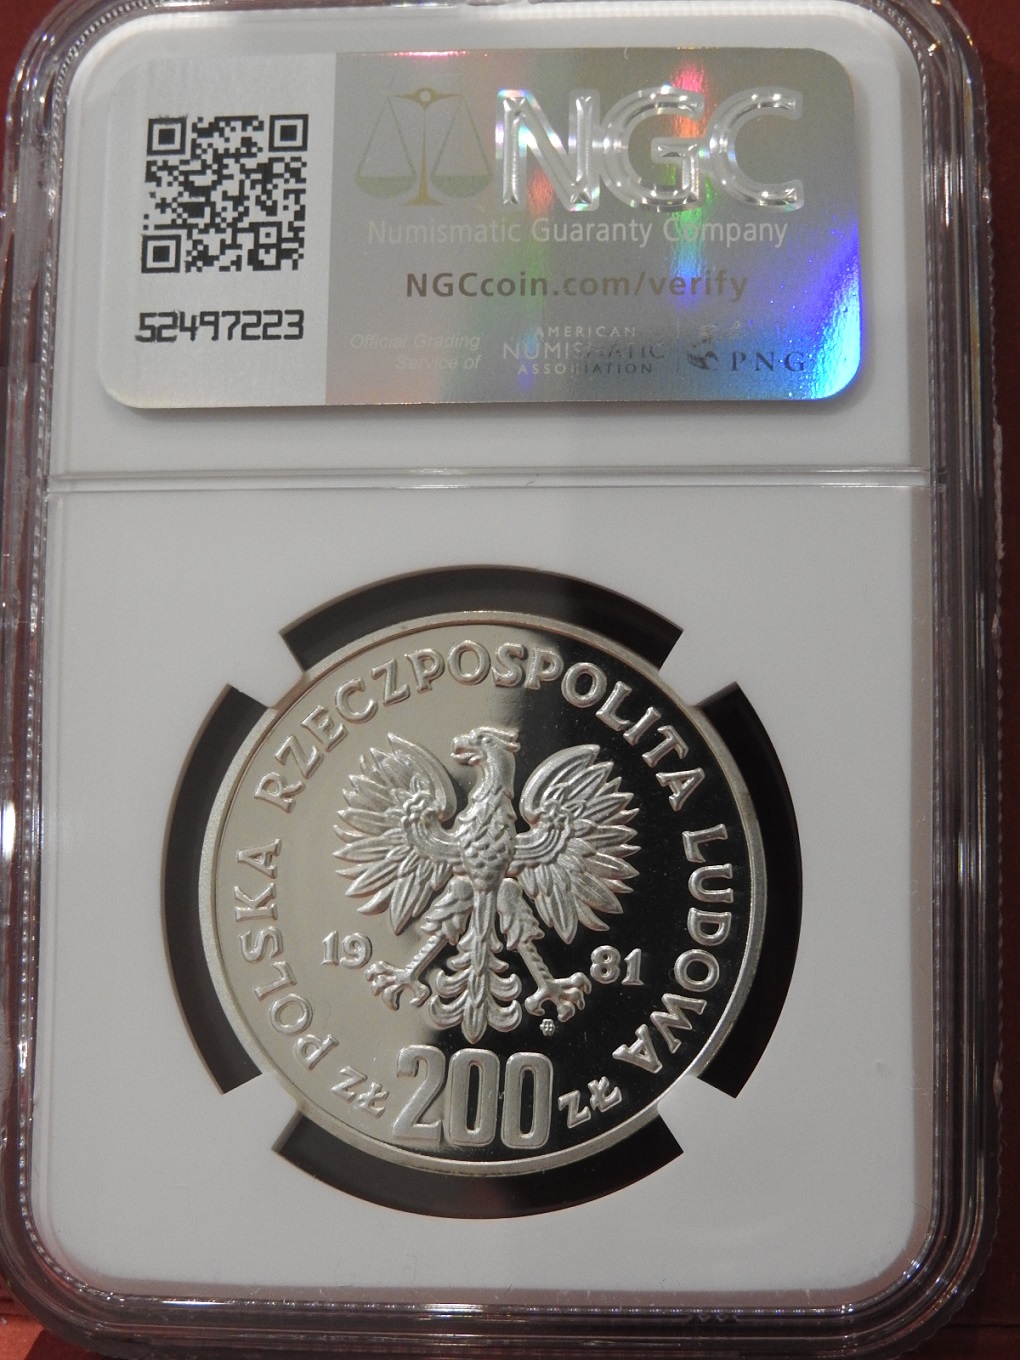 NGC
Numismatic Guaranty Company
NGCcoin.com/verify
52497223
Official Grading
Service of
AMERICAN
NUMISMATIC
ASSOCIATION
PNG
POLSKA RZECZPOSPOLITA LUDOWA
19 81
zł 200 zł